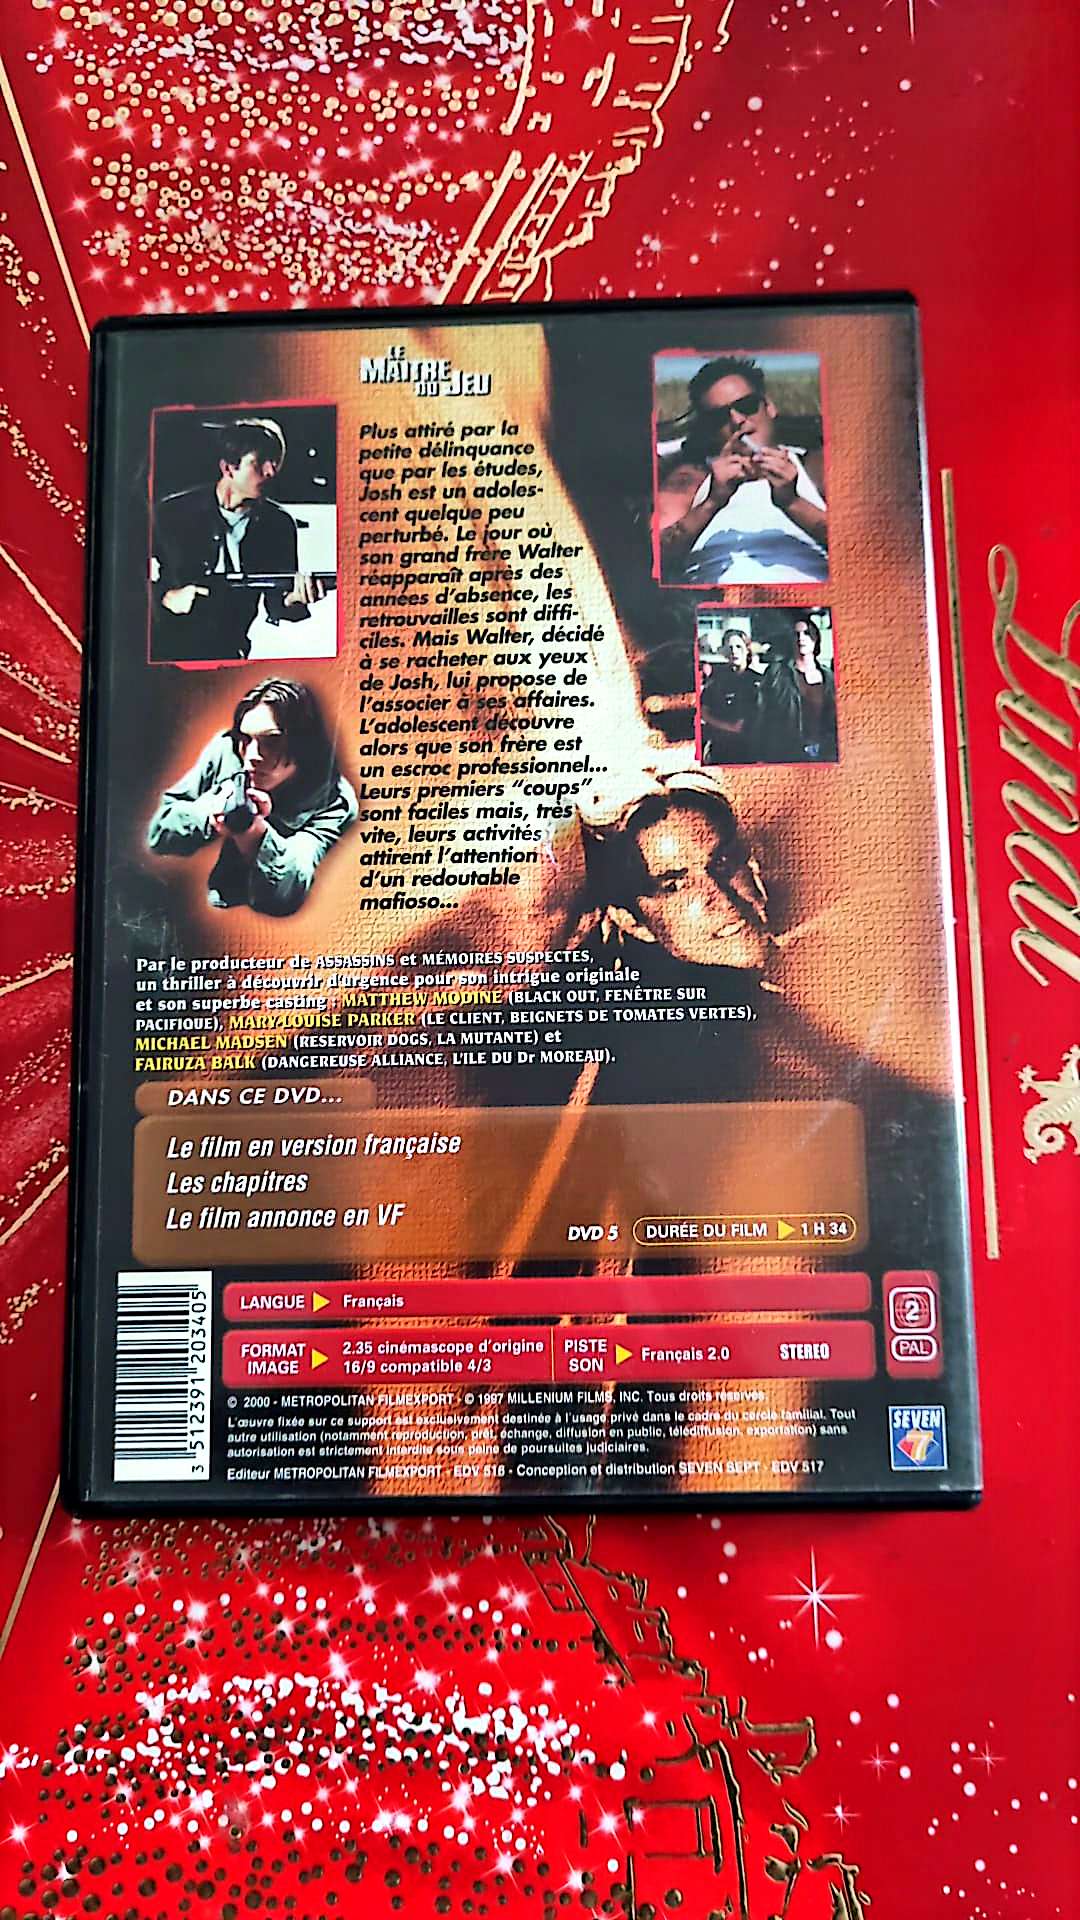 LE
MAÎTRE
DU JEU
Plus attiré par la
petite délinquance
que par les études,
Josh est un adoles-
cent quelque peu
perturbé. Le jour où
son grand frère Walter
réapparaît après des
années d'absence, les
retrouvailles sont diffi-
ciles. Mais Walter, décidé
à se racheter aux yeux
de Josh, lui propose de
l'associer à ses affaires.
L'adolescent découvre
alors que son frère est
un escroc professionnel...
Leurs premiers "coups"
sont faciles mais, très
vite, leurs activités
attirent l'attention
d'un redoutable
mafioso...
Par le producteur de ASSASSINS et MÉMOIRES SUSPECTES,
un thriller à découvrir d'urgence pour son intrigue originale
et son superbe casting : MATTHEW MODINE (BLACK OUT, FENÊTRE SUR
PACIFIQUE), MARY-LOUISE PARKER (LE CLIENT, BEIGNETS DE TOMATES VERTES),
MICHAEL MADSEN (RESERVOIR DOGS, LA MUTANTE) et
FAIRUZA BALK (DANGEREUSE ALLIANCE, L'ILE DU Dr MOREAU).
DANS CE DVD...
Le film en version française
Les chapitres
Le film annonce en VF
DVD 5 DURÉE DU FILM 1 H 34
LANGUE Français
FORMAT IMAGE 2.35 cinémascope d'origine
16/9 compatible 4/3
PISTE SON Français 2.0 STEREO
2
PAL
© 2000 - METROPOLITAN FILMEXPORT - © 1997 MILLENIUM FILMS, INC. Tous droits réservés.
L'œuvre fixée sur ce support est exclusivement destinée à l'usage privé dans le cadre du cercle familial. Tout
autre utilisation (notamment reproduction, prêt, échange, diffusion en public, télédiffusion, exportation) sans
autorisation est strictement interdite sous peine de poursuites judiciaires.
Editeur METROPOLITAN FILMEXPORT - EDV 516 - Conception et distribution SEVEN SEPT - EDV 517
SEVEN
7
3 512391 203405
Lindt